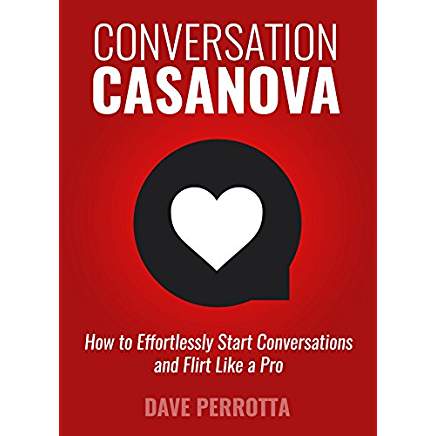 CONVERSATION
CASANOVA
How to Effortlessly Start Conversations
and Flirt Like a Pro
DAVE PERROTTA